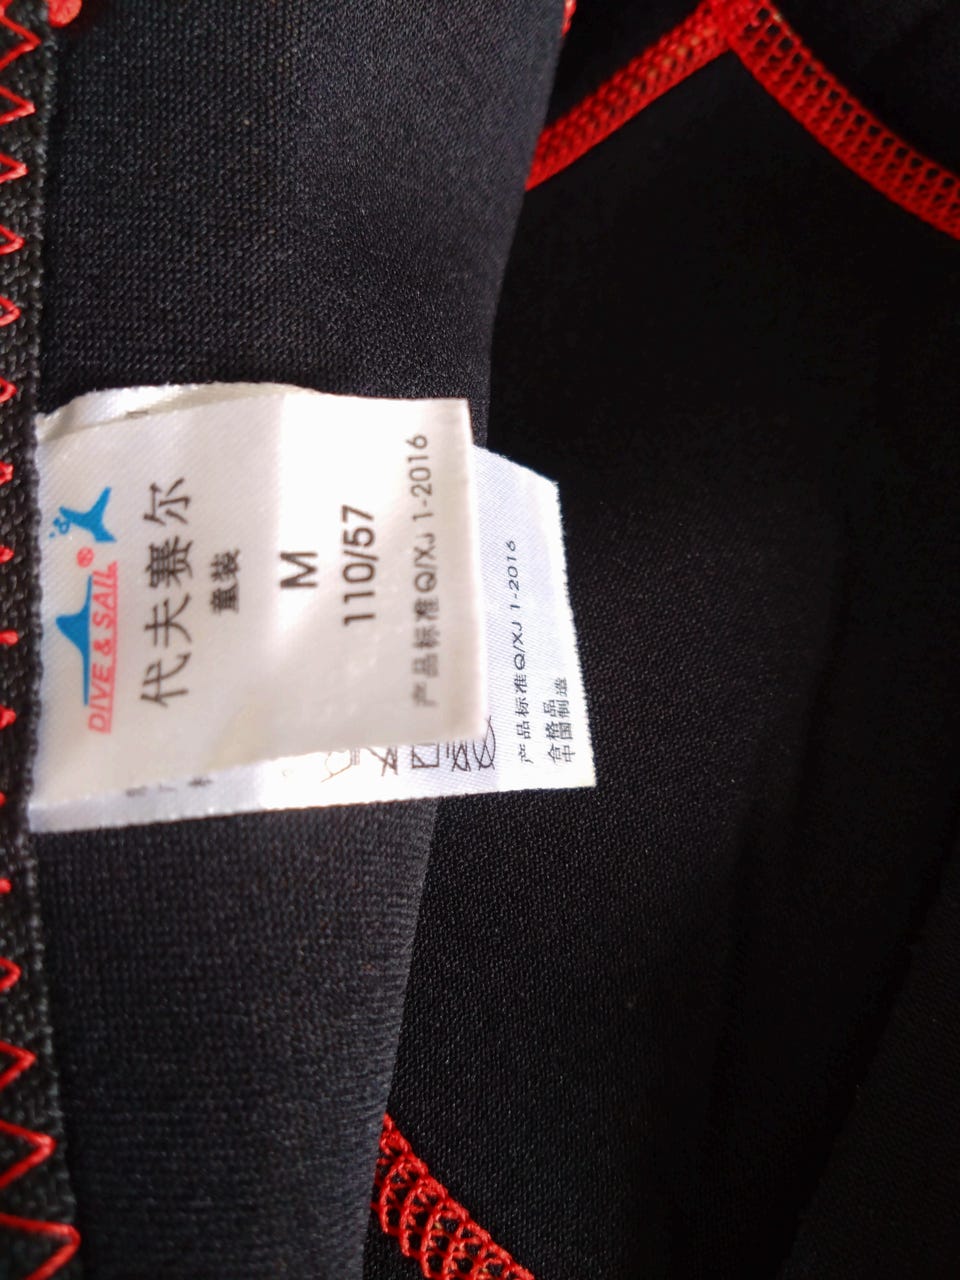 DIVE & SAIL®
代夫赛尔
童装
M
110/57
产品标准Q/XJ 1-2016
产品标准Q/XJ 1-2016
合格品
中国制造